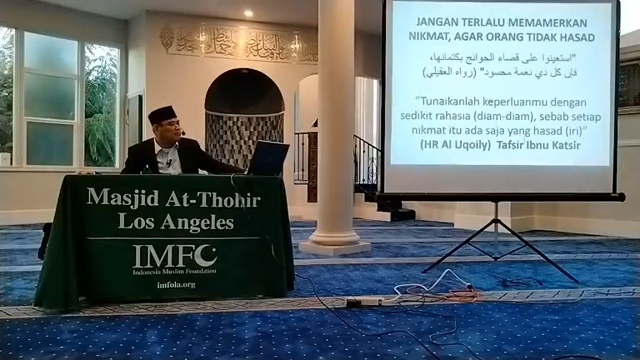 JANGAN TERLALU MEMAMERKAN
NIKMAT, AGAR ORANG TIDAK HASAD
"استعينوا على قضاء الحوائج بكتمانها،
فإن كل ذي نعمة محسود" (رواه العقيلي)
"Tunaikanlah keperluanmu dengan
sedikit rahasia (diam-diam), sebab setiap
nikmat itu ada saja yang hasad (iri)"
(HR Al Uqoily) Tafsir Ibnu Katsir
Masjid At-Thohir
Los Angeles
IMFC
Indonesia Muslim Foundation
imfola.org